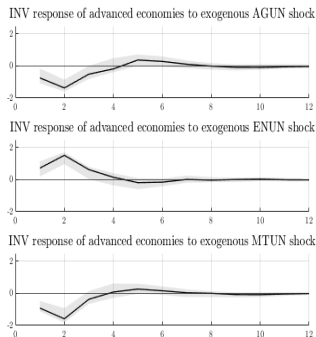 INV response of advanced economies to exogenous AGUN shock
2
0
-2
0 2 4 6 8 10 12
INV response of advanced economies to exogenous ENUN shock
2
0
-2
0 2 4 6 8 10 12
INV response of advanced economies to exogenous MTUN shock
2
0
-2
0 2 4 6 8 10 12